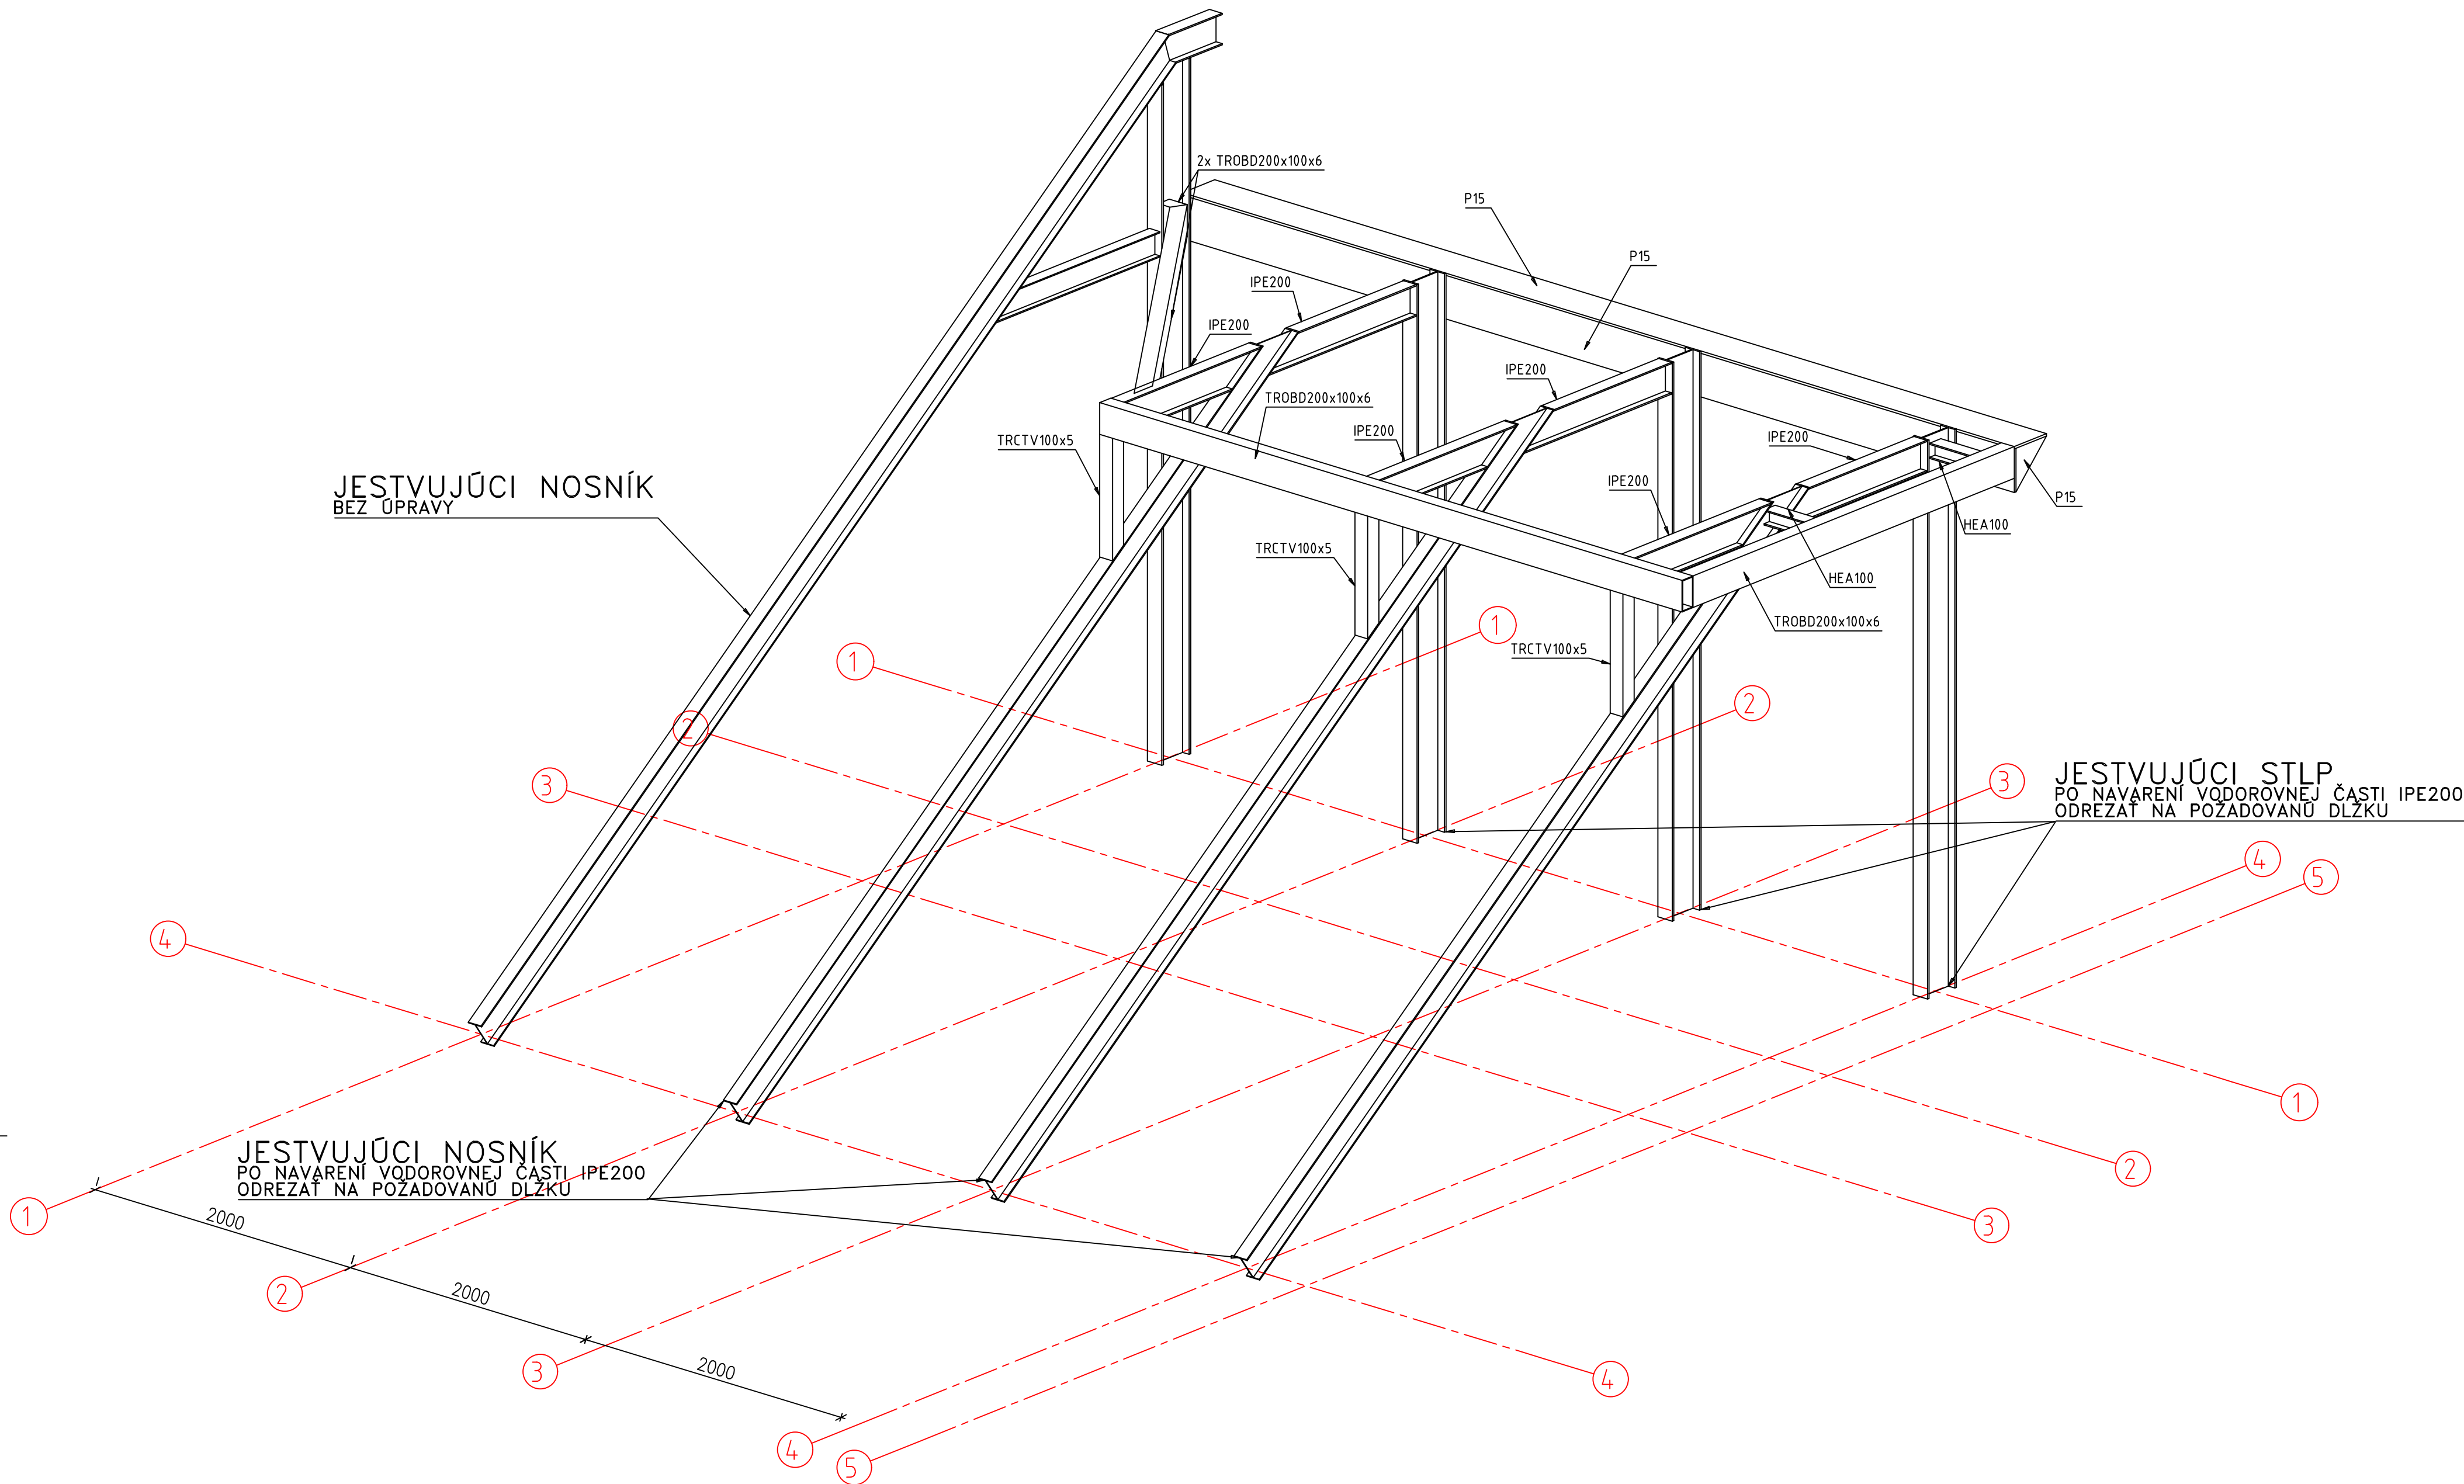 2x TROBD200x100x6
P15
P15
IPE200
IPE200
IPE200
TROBD200x100x6
IPE200
IPE200
TRCTV100x5
IPE200
JESTVUJÚCI NOSNÍK
BEZ ÚPRAVY
P15
HEA100
TRCTV100x5
HEA100
TROBD200x100x6
TRCTV100x5
1
1
2
2
3
3
JESTVUJÚCI STLP
PO NAVARENÍ VODOROVNEJ ČASTI IPE200
ODREZAŤ NA POŽADOVANÚ DLŽKU
4
5
4
1
JESTVUJÚCI NOSNÍK
PO NAVARENÍ VODOROVNEJ ČASTI IPE200
ODREZAŤ NA POŽADOVANÚ DLŽKU
2
1
2000
3
2
2000
3
2000
4
4
5